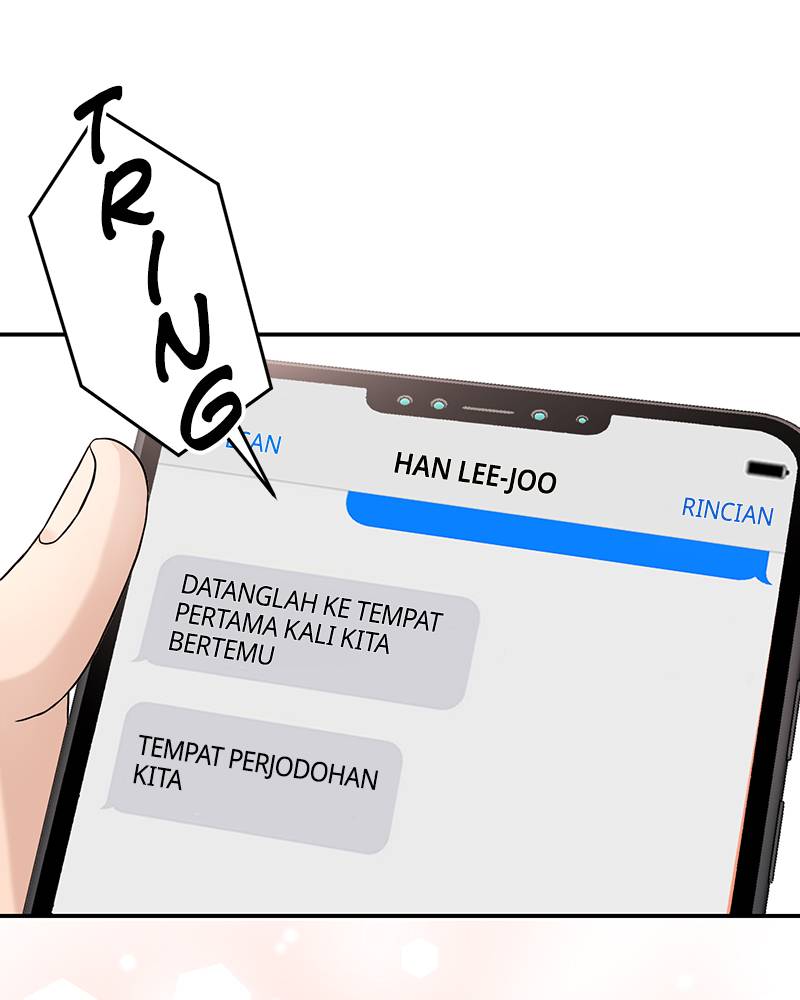 TRING
HAN LEE-JOO
RINCIAN
DATANGLAH KE TEMPAT
PERTAMA KALI KITA
BERTEMU
TEMPAT PERJODOHAN
KITA